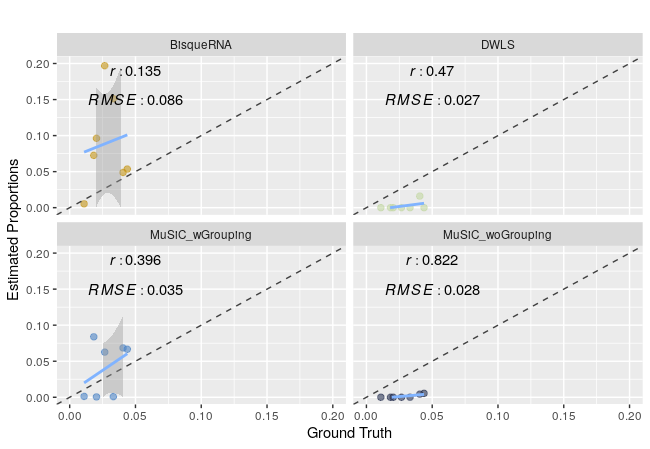 BisqueRNA
DWLS
r : 0.135
r : 0.47
RMSE : 0.086
RMSE : 0.027
0.20
0.15
0.10
0.05
0.00
MuSiC_wGrouping
MuSiC_woGrouping
r : 0.396
r : 0.822
RMSE : 0.035
RMSE : 0.028
0.20
0.15
0.10
0.05
0.00
Estimated Proportions
0.00 0.05 0.10 0.15 0.20
0.00 0.05 0.10 0.15 0.20
Ground Truth